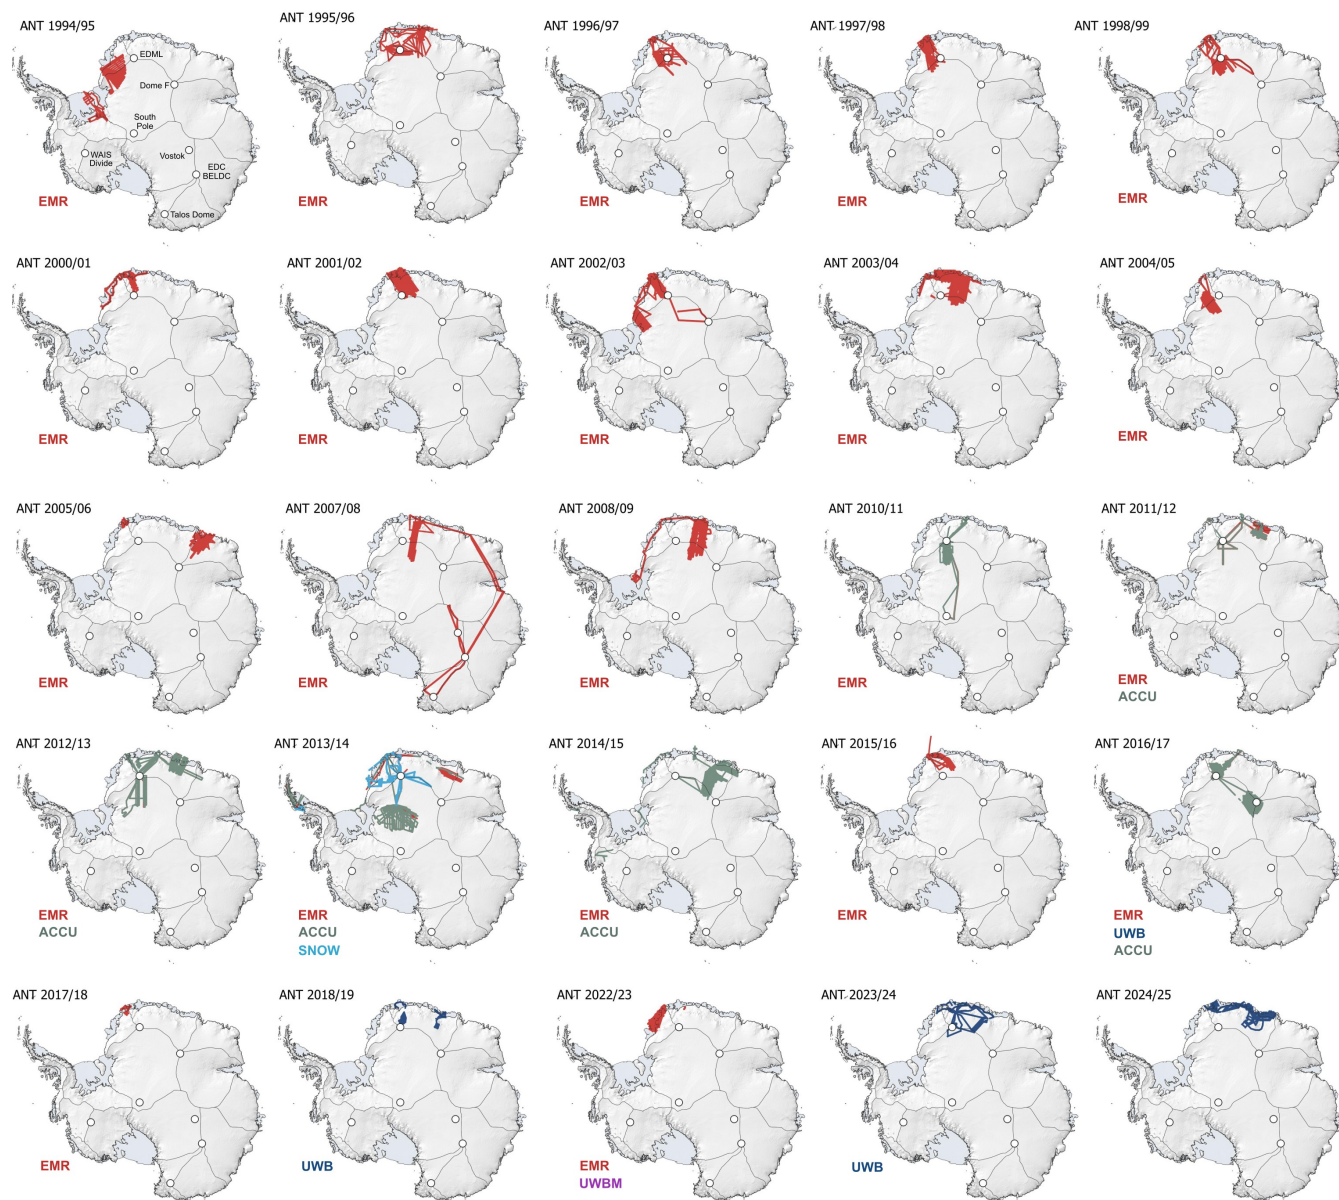 ANT 1994/95
EDML
Dome F
South
Pole
WAIS
Divide
Vostok
EDC
BELDC
Talos Dome
EMR
ANT 1995/96
EMR
ANT 1996/97
EMR
ANT 1997/98
EMR
ANT 1998/99
EMR
ANT 2000/01
EMR
ANT 2001/02
EMR
ANT 2002/03
EMR
ANT 2003/04
EMR
ANT 2004/05
EMR
ANT 2005/06
EMR
ANT 2007/08
EMR
ANT 2008/09
EMR
ANT 2010/11
EMR
ANT 2011/12
EMR
ACCU
ANT 2012/13
EMR
ACCU
ANT 2013/14
EMR
ACCU
SNOW
ANT 2014/15
EMR
ACCU
ANT 2015/16
EMR
ANT 2016/17
EMR
UWB
ACCU
ANT 2017/18
EMR
ANT 2018/19
UWB
ANT 2022/23
EMR
UWBM
ANT 2023/24
UWB
ANT 2024/25